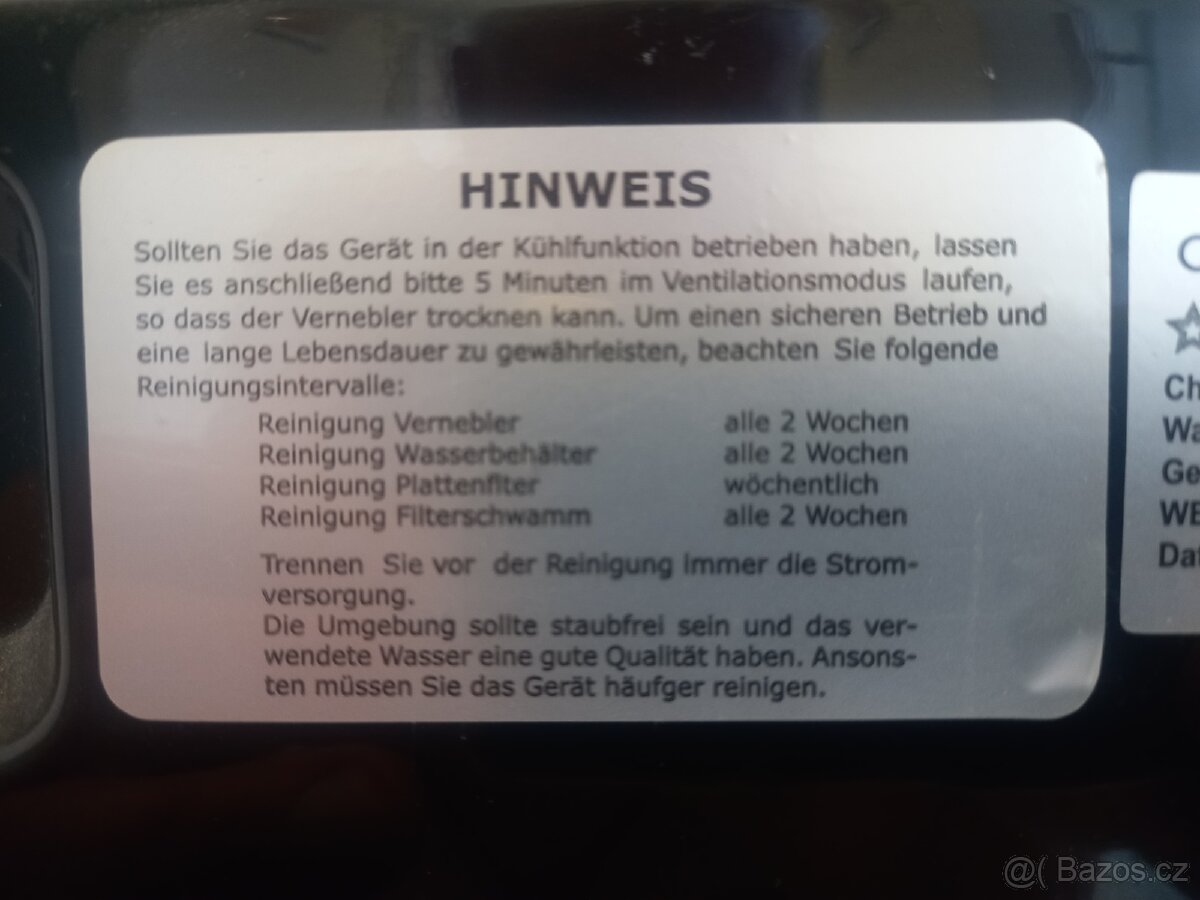 HINWEIS
Sollten Sie das Gerät in der Kühlfunktion betrieben haben, lassen
Sie es anschließend bitte 5 Minuten im Ventilationsmodus laufen,
so dass der Vernebler trocknen kann. Um einen sicheren Betrieb und
eine lange Lebensdauer zu gewährleisten, beachten Sie folgende
Reinigungsintervalle:
Reinigung Vernebler alle 2 Wochen
Reinigung Wasserbehälter alle 2 Wochen
Reinigung Plattenflter wöchentlich
Reinigung Filterschwamm alle 2 Wochen
Trennen Sie vor der Reinigung immer die Strom-
versorgung.
Die Umgebung sollte staubfrei sein und das ver-
wendete Wasser eine gute Qualität haben. Ansons-
ten müssen Sie das Gerät häufger reinigen.
Ch
Wa
Ge
WE
Dat
@( Bazos.cz